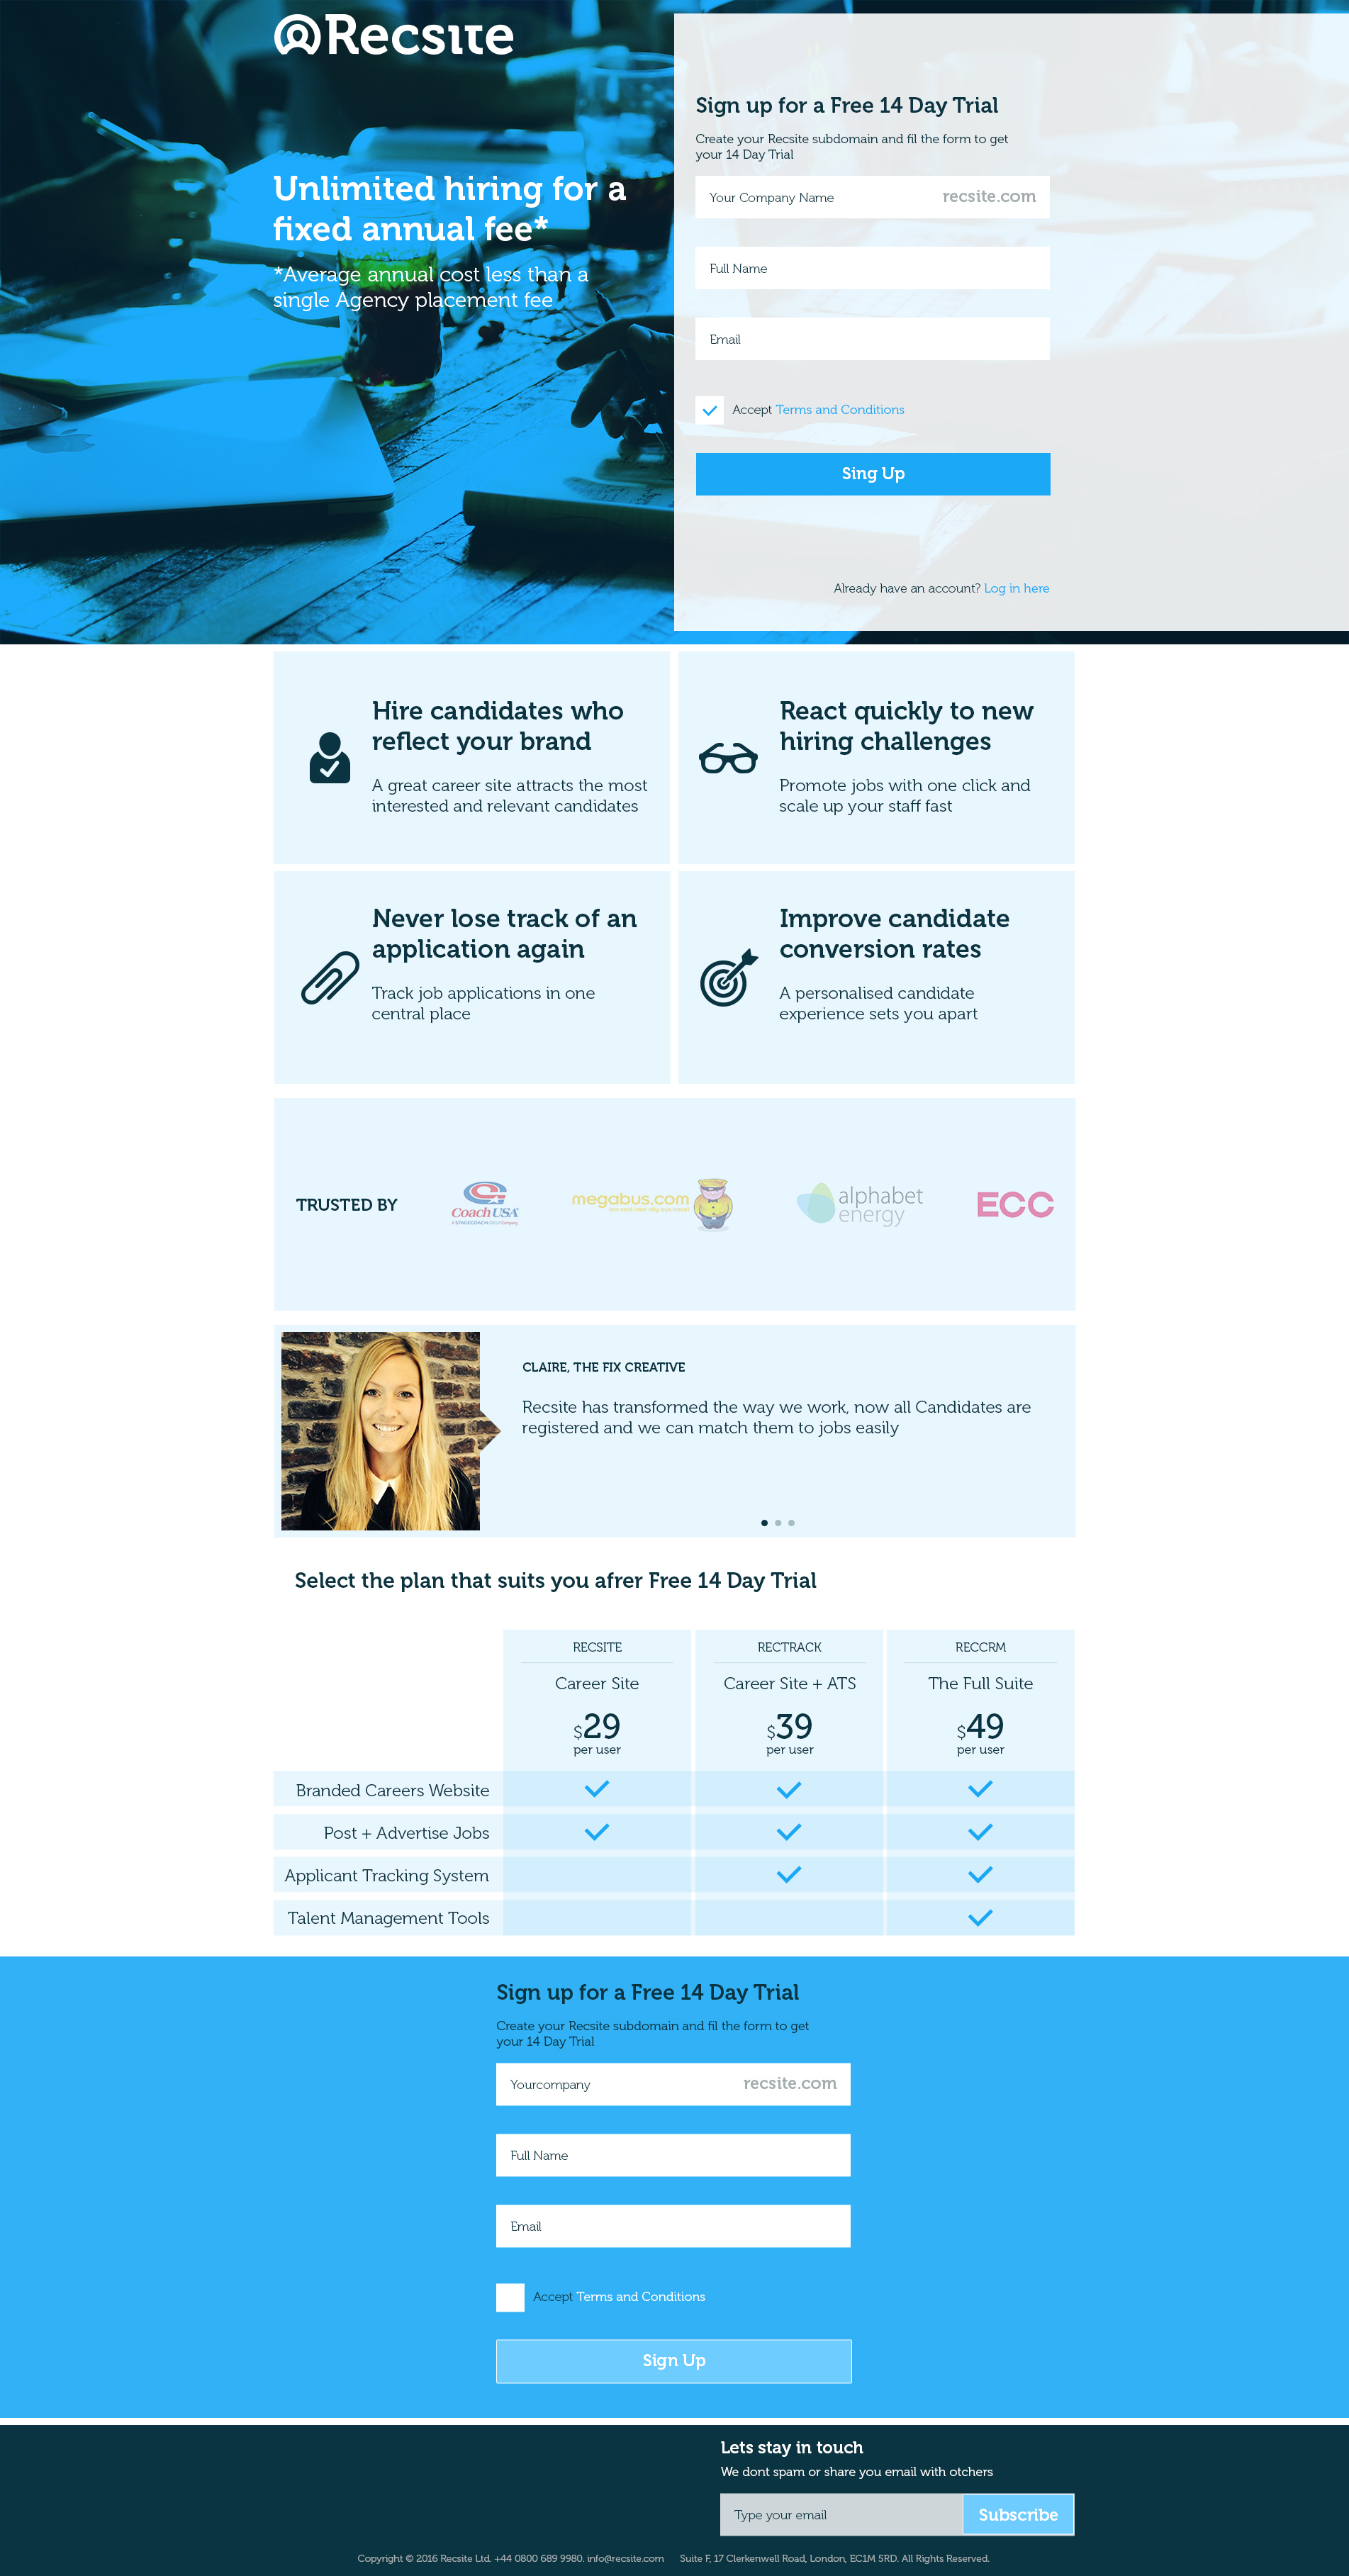 Recsite
Unlimited hiring for a
fixed annual fee*
*Average annual cost less than a
single Agency placement fee
Sign up for a Free 14 Day Trial
Create your Recsite subdomain and fil the form to get
your 14 Day Trial
Your Company Name recsite.com
Full Name
Email
Accept Terms and Conditions
Sing Up
Already have an account? Log in here
Hire candidates who
reflect your brand
A great career site attracts the most
interested and relevant candidates
React quickly to new
hiring challenges
Promote jobs with one click and
scale up your staff fast
Never lose track of an
application again
Track job applications in one
central place
Improve candidate
conversion rates
A personalised candidate
experience sets you apart
TRUSTED BY
Coach USA
megabus.com
alphabet
energy
ECC
CLAIRE, THE FIX CREATIVE
Recsite has transformed the way we work, now all Candidates are
registered and we can match them to jobs easily
Select the plan that suits you afrer Free 14 Day Trial
RECSITE RECTRACK RECCRM
Career Site Career Site + ATS The Full Suite
$29 $39 $49
per user per user per user
Branded Careers Website
Post + Advertise Jobs
Applicant Tracking System
Talent Management Tools
Sign up for a Free 14 Day Trial
Create your Recsite subdomain and fil the form to get
your 14 Day Trial
Yourcompany recsite.com
Full Name
Email
Accept Terms and Conditions
Sign Up
Lets stay in touch
We dont spam or share you email with otchers
Type your email Subscribe
Copyright © 2016 Recsite Ltd. +44 0800 689 9980. info@recsite.com Suite F, 17 Clerkenwell Road, London, EC1M 5RD. All Rights Reserved.